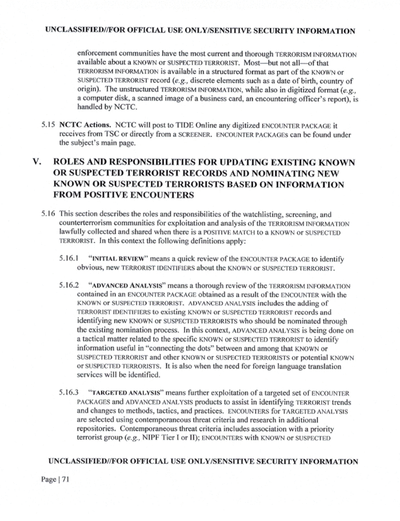 UNCLASSIFIED//FOR OFFICIAL USE ONLY/SENSITIVE SECURITY INFORMATION
enforcement communities have the most current and thorough TERRORISM INFORMATION
available about a KNOWN or SUSPECTED TERRORIST. Most—but not all—of that
TERRORISM INFORMATION is available in a structured format as part of the KNOWN or
SUSPECTED TERRORIST record (e.g., discrete elements such as a date of birth, country of
origin). The unstructured TERRORISM INFORMATION, while also in digitized format (e.g.,
a computer disk, a scanned image of a business card, an encountering officer's report), is
handled by NCTC.
5.15 NCTC Actions. NCTC will post to TIDE Online any digitized ENCOUNTER PACKAGE it
receives from TSC or directly from a SCREENER. ENCOUNTER PACKAGES can be found under
the subject's main page.
V. ROLES AND RESPONSIBILITIES FOR UPDATING EXISTING KNOWN
OR SUSPECTED TERRORIST RECORDS AND NOMINATING NEW
KNOWN OR SUSPECTED TERRORISTS BASED ON INFORMATION
FROM POSITIVE ENCOUNTERS
5.16 This section describes the roles and responsibilities of the watchlisting, screening, and
counterterrorism communities for exploitation and analysis of the TERRORISM INFORMATION
lawfully collected and shared when there is a POSITIVE MATCH to a KNOWN or SUSPECTED
TERRORIST. In this context the following definitions apply:
5.16.1 "INITIAL REVIEW" means a quick review of the ENCOUNTER PACKAGE to identify
obvious, new TERRORIST IDENTIFIERS about the KNOWN or SUSPECTED TERRORIST.
5.16.2 "ADVANCED ANALYSIS" means a thorough review of the TERRORISM INFORMATION
contained in an ENCOUNTER PACKAGE obtained as a result of the ENCOUNTER with the
KNOWN or SUSPECTED TERRORIST. ADVANCED ANALYSIS includes the adding of
TERRORIST IDENTIFIERS to existing KNOWN or SUSPECTED TERRORIST records and
identifying new KNOWN or SUSPECTED TERRORISTS who should be nominated through
the existing nomination process. In this context, ADVANCED ANALYSIS is being done on
a tactical matter related to the specific KNOWN or SUSPECTED TERRORIST to identify
information useful in "connecting the dots" between and among that KNOWN or
SUSPECTED TERRORIST and other KNOWN or SUSPECTED TERRORISTS or potential KNOWN
or SUSPECTED TERRORISTS. It is also when the need for foreign language translation
services will be identified.
5.16.3 "TARGETED ANALYSIS" means further exploitation of a targeted set of ENCOUNTER
PACKAGES and ADVANCED ANALYSIS products to assist in identifying TERRORIST trends
and changes to methods, tactics, and practices. ENCOUNTERS for TARGETED ANALYSIS
are selected using contemporaneous threat criteria and research in additional
repositories. Contemporaneous threat criteria includes association with a priority
terrorist group (e.g., NIPF Tier I or II); ENCOUNTERS with KNOWN or SUSPECTED
UNCLASSIFIED//FOR OFFICIAL USE ONLY/SENSITIVE SECURITY INFORMATION
Page | 71